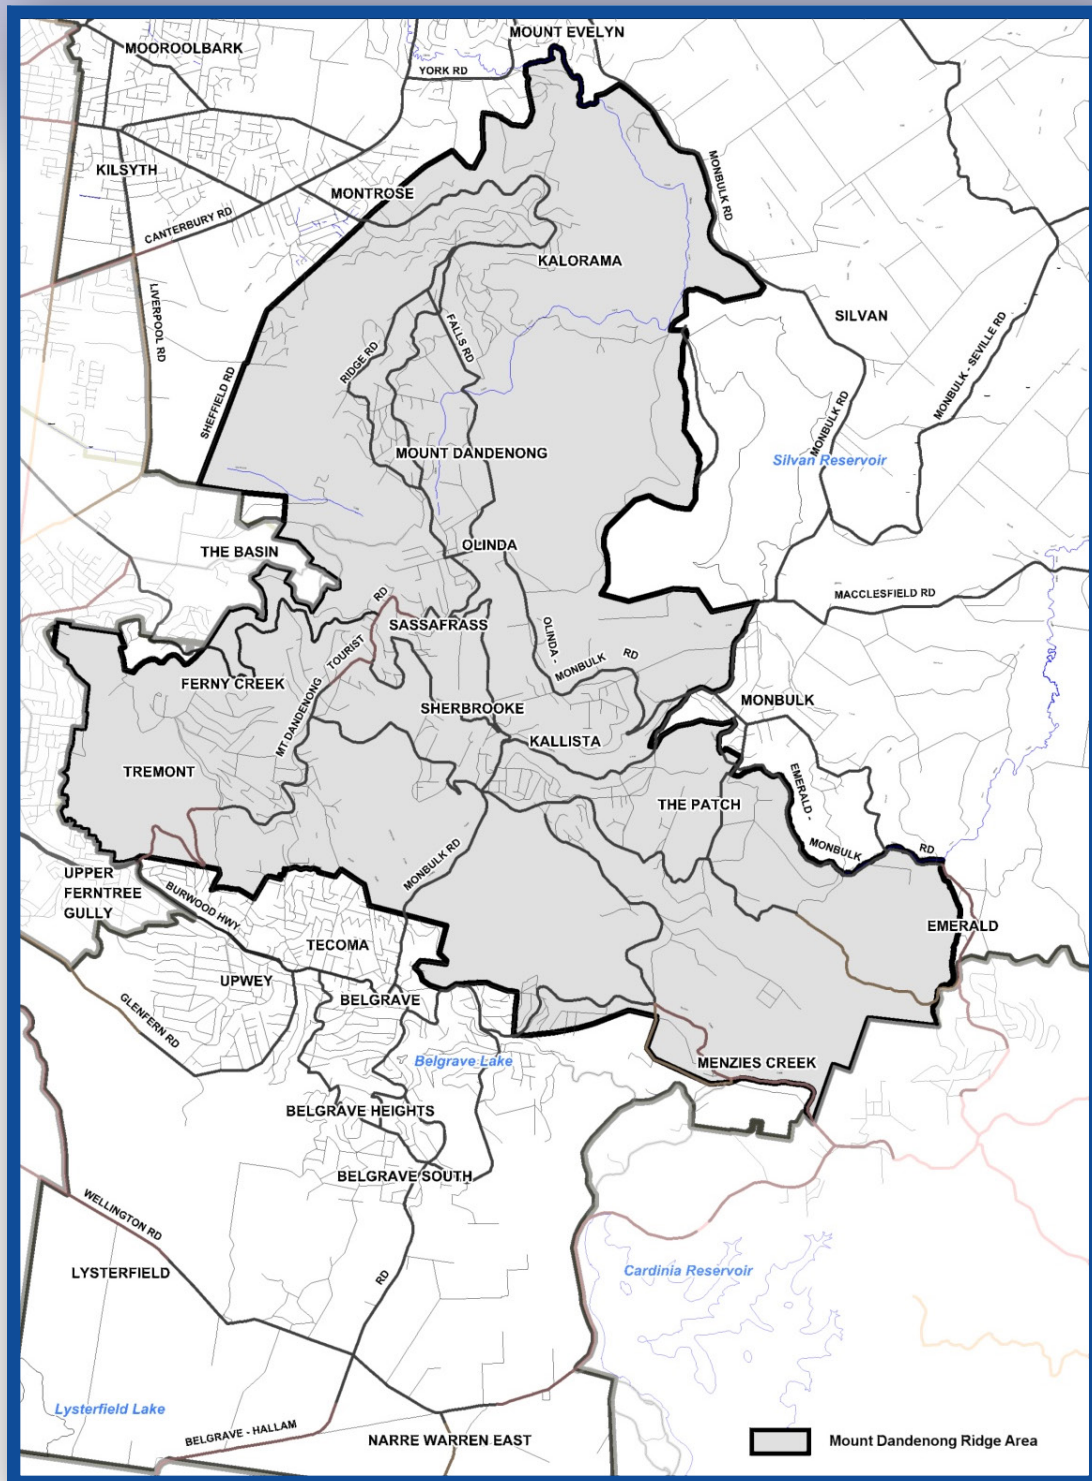 MOUNT EVELYN
MOOROOLBARK
YORK RD
KILSYTH
MONBULK RD
MONTROSE
CANTERBURY RD
KALORAMA
LIVERPOOL RD
SILVAN
FALLS RD
RIDGE RD
MONBULK - SEVILLE RD
SHEFFIELD RD
MONBULK RD
MOUNT DANDENONG
Silvan Reservoir
OLINDA
THE BASIN
RD
MACCLESFIELD RD
SASSAFRASS
OLINDA -
TOURIST
MONBULK
RD
FERNY CREEK
MT DANDENONG
SHERBROOKE
MONBULK
KALLISTA
TREMONT
EMERALD -
THE PATCH
MONBULK
RD
MONBULK RD
UPPER
FERNTREE
GULLY
BURWOOD HWY
EMERALD
TECOMA
UPWEY
BELGRAVE
GLENFERN RD
Belgrave Lake
MENZIES CREEK
BELGRAVE HEIGHTS
BELGRAVE SOUTH
WELLINGTON RD
LYSTERFIELD
RD
Cardinia Reservoir
Lysterfield Lake
BELGRAVE - HALLAM
NARRE WARREN EAST
Mount Dandenong Ridge Area